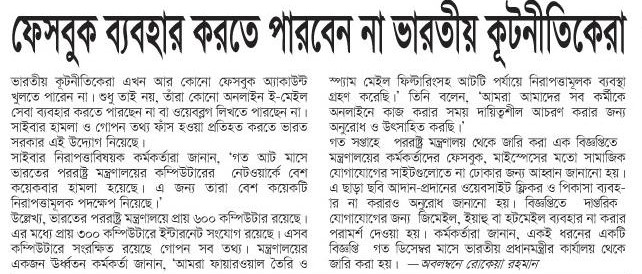 ফেসবুক ব্যবহার করতে পারবেন না ভারতীয় কূটনীতিকেরা
ভারতীয় কূটনীতিকেরা এখন আর কোনো ফেসবুক অ্যাকাউন্ট
খুলতে পারেন না। শুধু তাই নয়, তাঁরা কোনো অনলাইন ই-মেইল
সেবা ব্যবহার করতে পারছেন না বা ওয়েবব্লগ লিখতে পারছেন না।
সাইবার হামলা ও গোপন তথ্য ফাঁস হওয়া প্রতিহত করতে ভারত
সরকার এই উদ্যোগ নিয়েছে।
সাইবার নিরাপত্তবিষয়ক কর্মকর্তারা জানান, ‘গত আট মাসে
ভারতের পররাষ্ট্র মন্ত্রণালয়ের কম্পিউটারের নেটওয়ার্কে বেশ
কয়েকবার হামলা হয়েছে। এ জন্য তারা বেশ কয়েকটি
নিরাপত্তামূলক পদক্ষেপ নিয়েছে।’
উল্লেখ্য, ভারতের পররাষ্ট্র মন্ত্রণালয়ে প্রায় ৬০০ কম্পিউটার রয়েছে।
এর মধ্যে প্রায় ৩০০ কম্পিউটারে ইন্টারনেট সংযোগ রয়েছে। এসব
কম্পিউটারে সংরক্ষিত রয়েছে গোপন সব তথ্য। মন্ত্রণালয়ের
একজন ঊর্ধ্বতন কর্মকর্তা জানান, ‘আমরা ফায়ারওয়াল তৈরি ও
স্প্যাম মেইল ফিল্টারিংসহ আটটি পর্যায়ে নিরাপত্তামূলক ব্যবস্থা
গ্রহণ করেছি।’ তিনি বলেন, ‘আমরা আমাদের সব কর্মীকে
অনলাইনে কাজ করার সময় দায়িত্বশীল আচরণ করার জন্য
অনুরোধ ও উৎসাহিত করছি।’
গত সপ্তাহে পররাষ্ট্র মন্ত্রণালয় থেকে জারি করা এক বিজ্ঞপ্তিতে
মন্ত্রণালয়ের কর্মকর্তাদের ফেসবুক, মাইস্পেসের মতো সামাজিক
যোগাযোগের সাইটগুলোতে না ঢোকার জন্য আহ্বান জানানো হয়।
এ ছাড়া ছবি আদান-প্রদানের ওয়েবসাইট ফ্লিকর ও পিকাসা ব্যবহ-
ার না করারও অনুরোধ জানানো হয়। বিজ্ঞপ্তিতে দাপ্তরিক
যোগাযোগের জন্য জিমেইল, ইয়াহু বা হটমেইল ব্যবহার না করার
পরামর্শ দেওয়া হয়। কর্মকর্তারা জানান, একই ধরনের একটি
বিজ্ঞপ্তি গত ডিসেম্বর মাসে ভারতীয় প্রধানমন্ত্রীর কার্যালয় থেকে
জারি করা হয়। —অবলম্বনে রোকেয়া রহমান